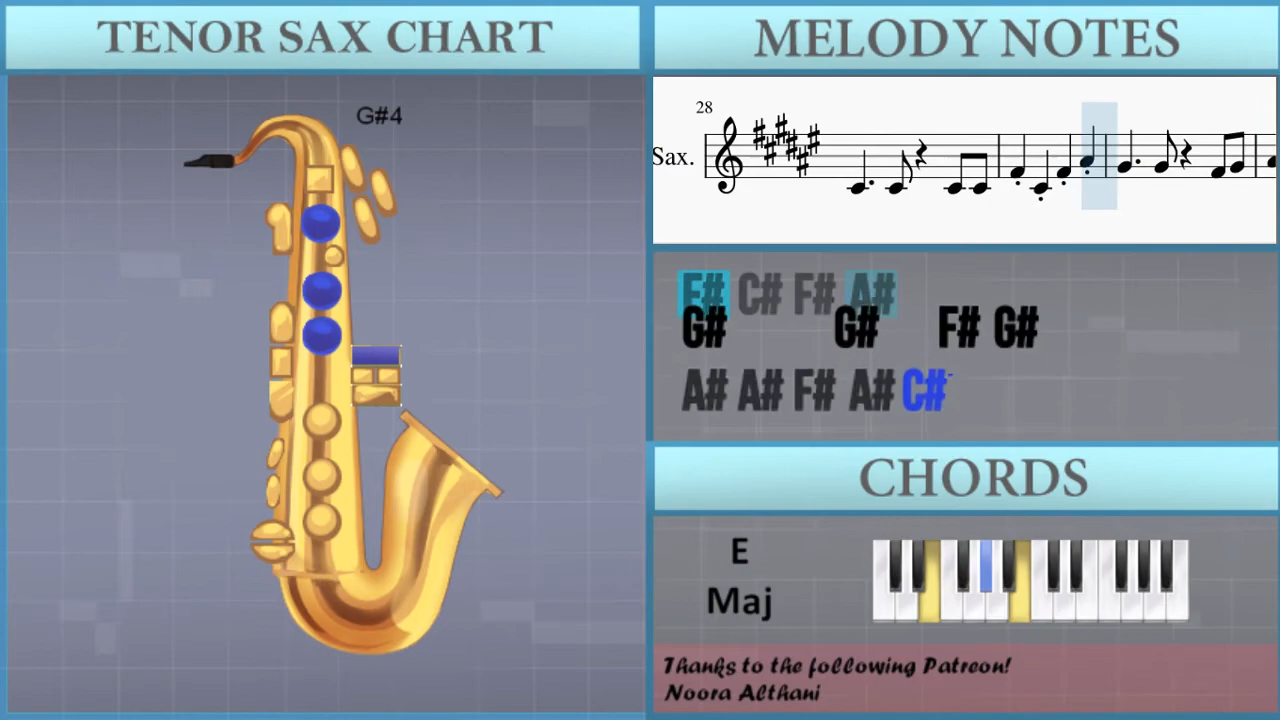 TENOR SAX CHART
G#4
MELODY NOTES
28
Sax.
F# C# F# A#
G# G# F# G#
A# A# F# A# C#-
CHORDS
E
Maj
Thanks to the following Patreon!
Noora Althani